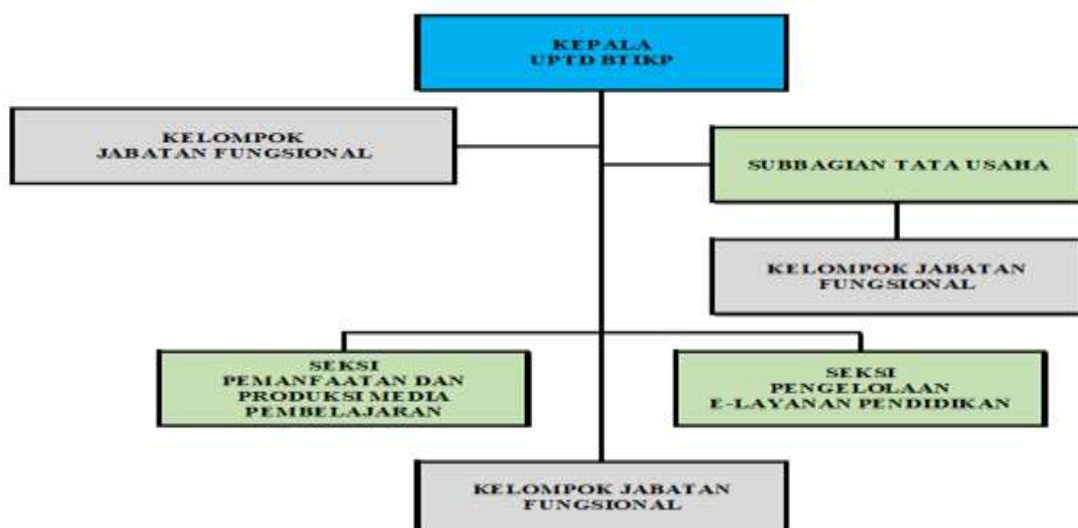 KEPALA
UPTD BTIKP
KELOMPOK
JABATAN FUNGSIONAL
SUBBAGIAN TATA USAHA
KELOMPOK JABATAN
FUNGSIONAL
SEKSI
PEMANFAATAN DAN
PRODUKSI MEDIA
PEMBELAJARAN
SEKSI
PENGELOLAAN
E-LAYANAN PENDIDIKAN
KELOMPOK JABATAN
FUNGSIONAL